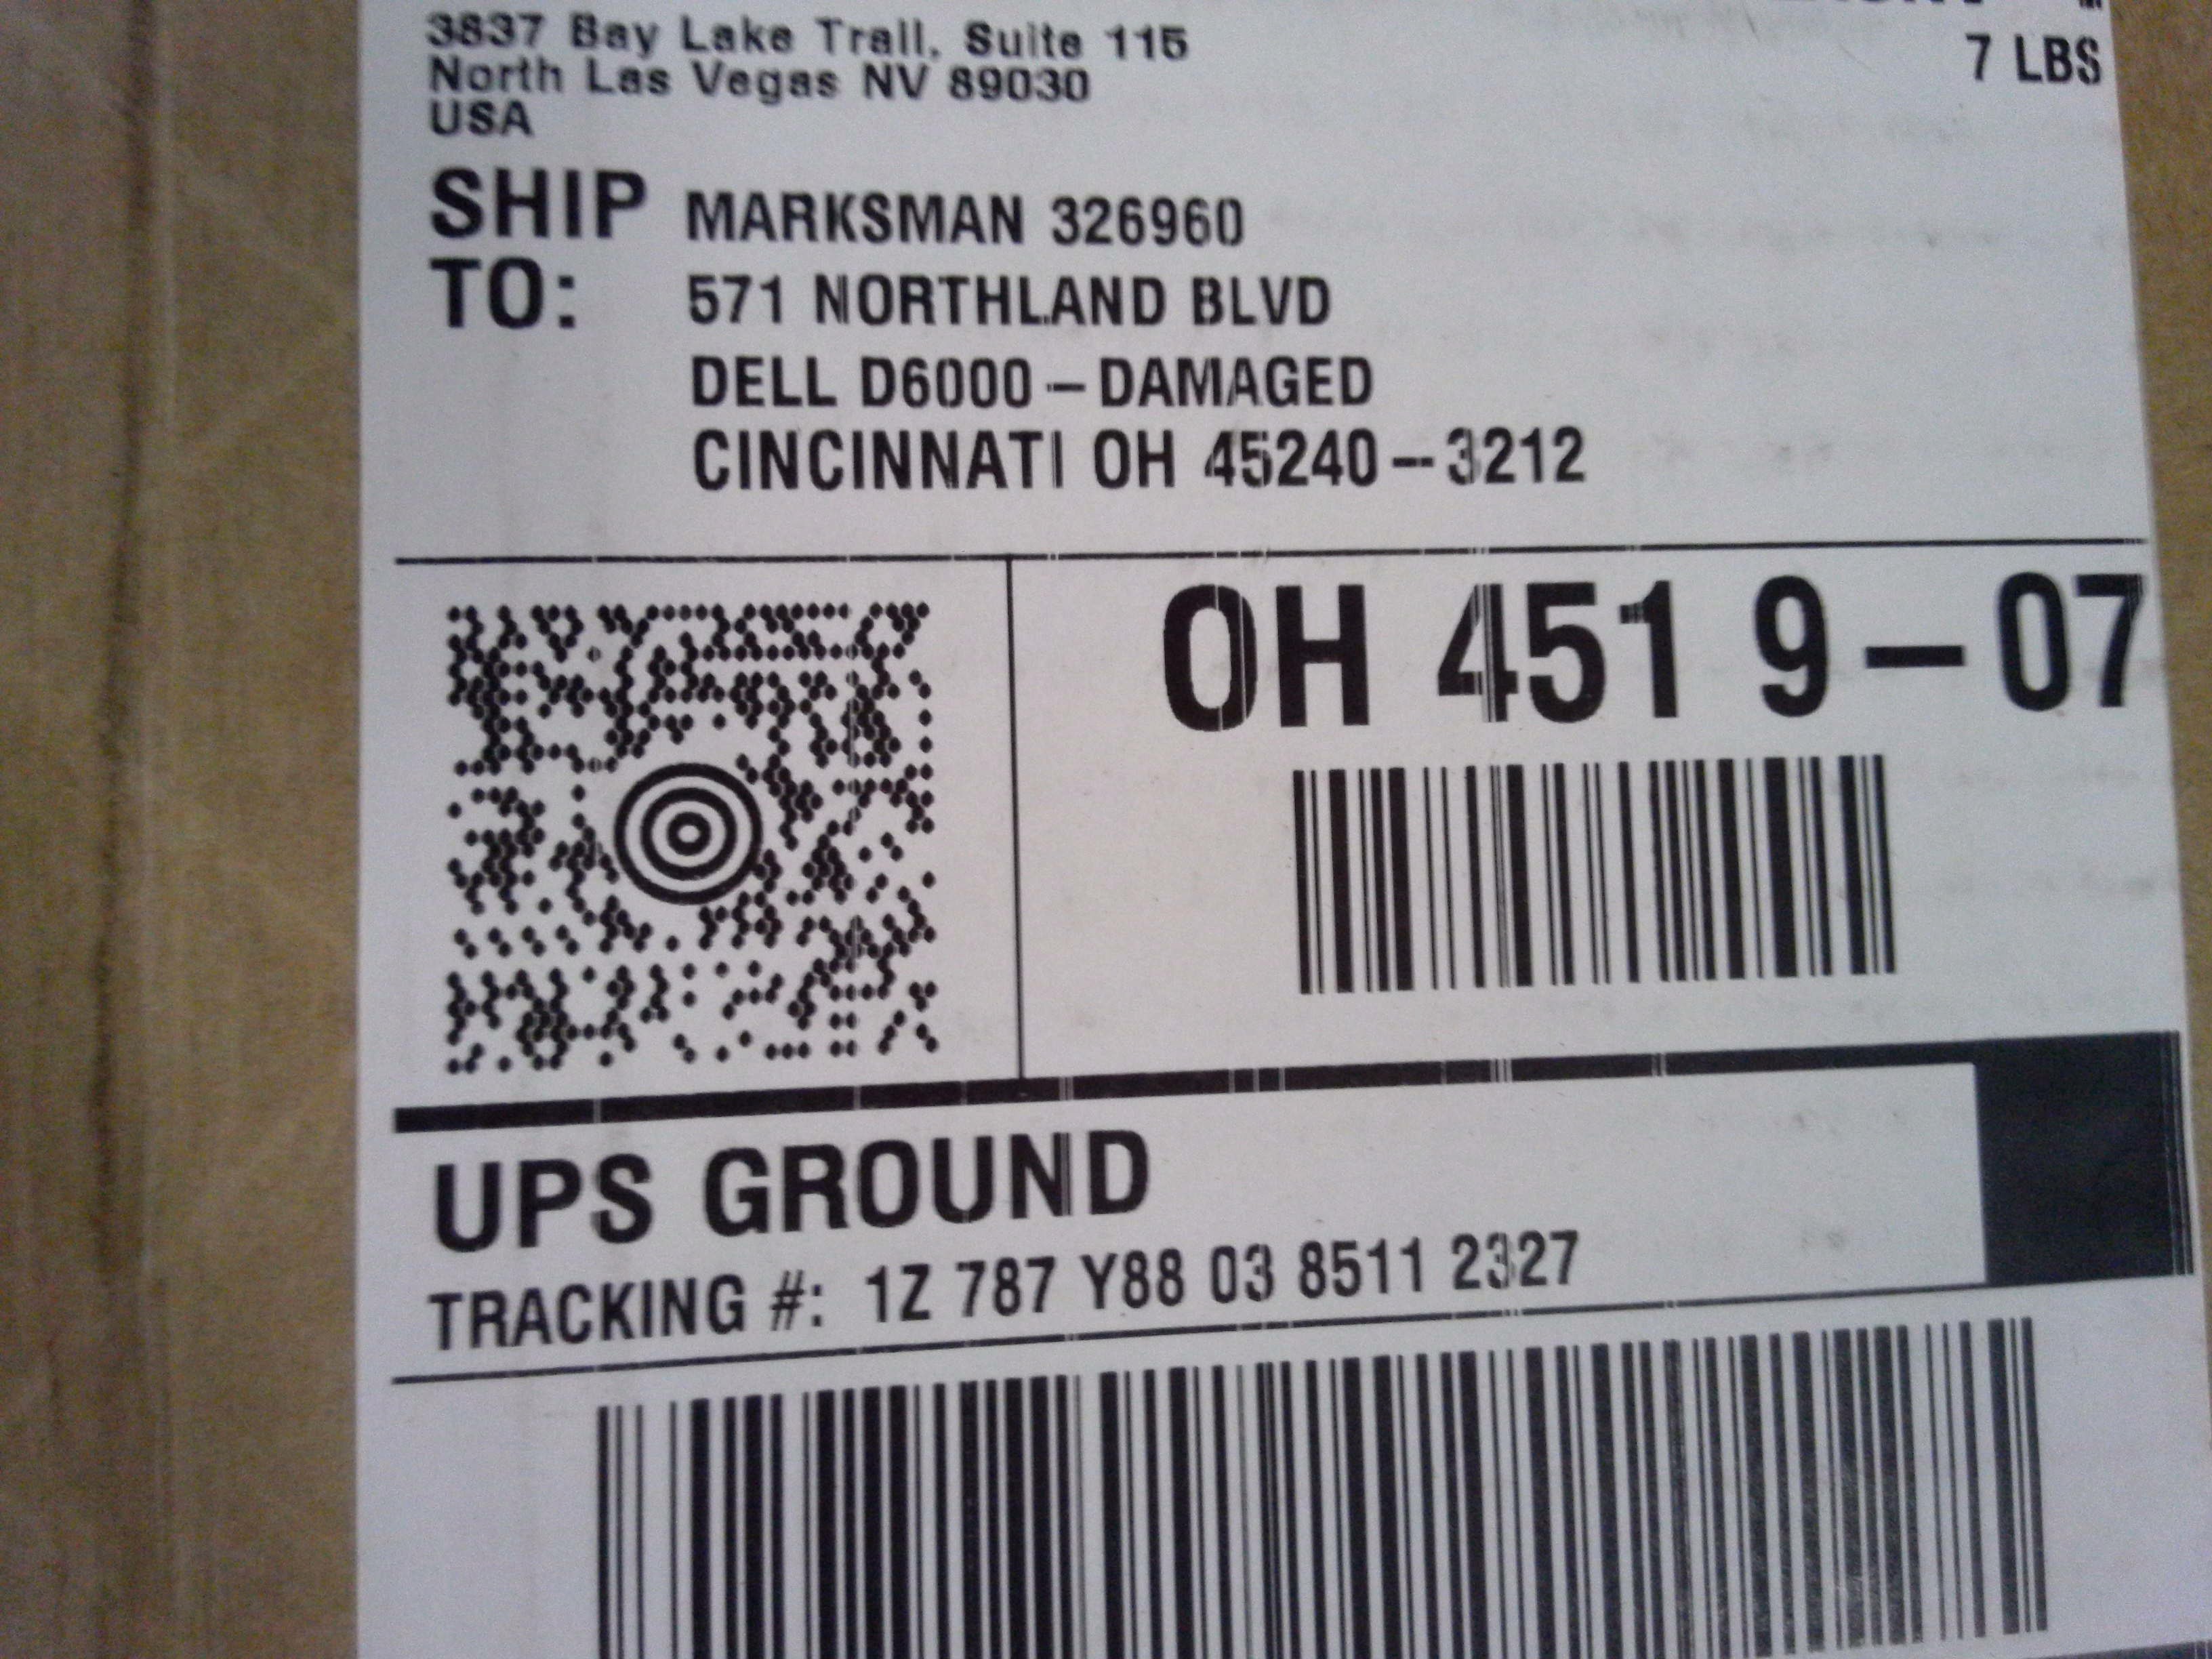 3837 Bay Lake Trail, Suite 115
7 LBS
North Las Vegas NV 89030
USA
SHIP TO:
MARKSMAN 326960
571 NORTHLAND BLVD
DELL D6000 – DAMAGED
CINCINNATI OH 45240–3212
OH 451 9–07
UPS GROUND
TRACKING #: 1Z 787 Y88 03 8511 2327